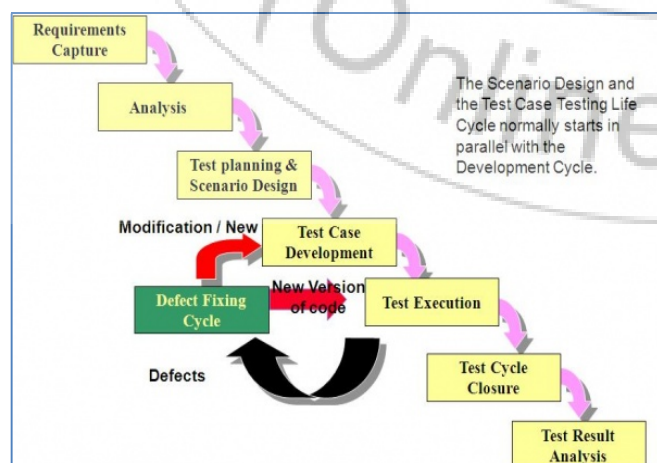 Requirements
Capture
Analysis
The Scenario Design and
the Test Case Testing Life
Cycle normally starts in
parallel with the
Development Cycle.
Test planning &
Scenario Design
Modification / New
Test Case
Development
New Version
of code
Defect Fixing
Cycle
Test Execution
Defects
Test Cycle
Closure
Test Result
Analysis
Online